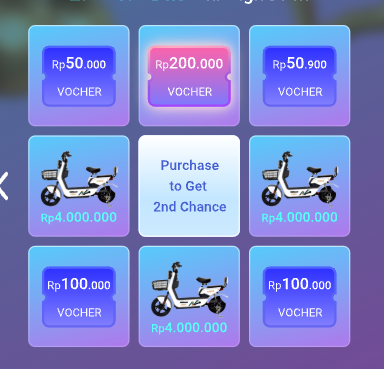 Rp50.000
VOCHER
Rp200.000
VOCHER
Rp50.900
VOCHER
Rp4.000.000
Purchase
to Get
2nd Chance
Rp4.000.000
Rp100.000
VOCHER
Rp4.000.000
Rp100.000
VOCHER